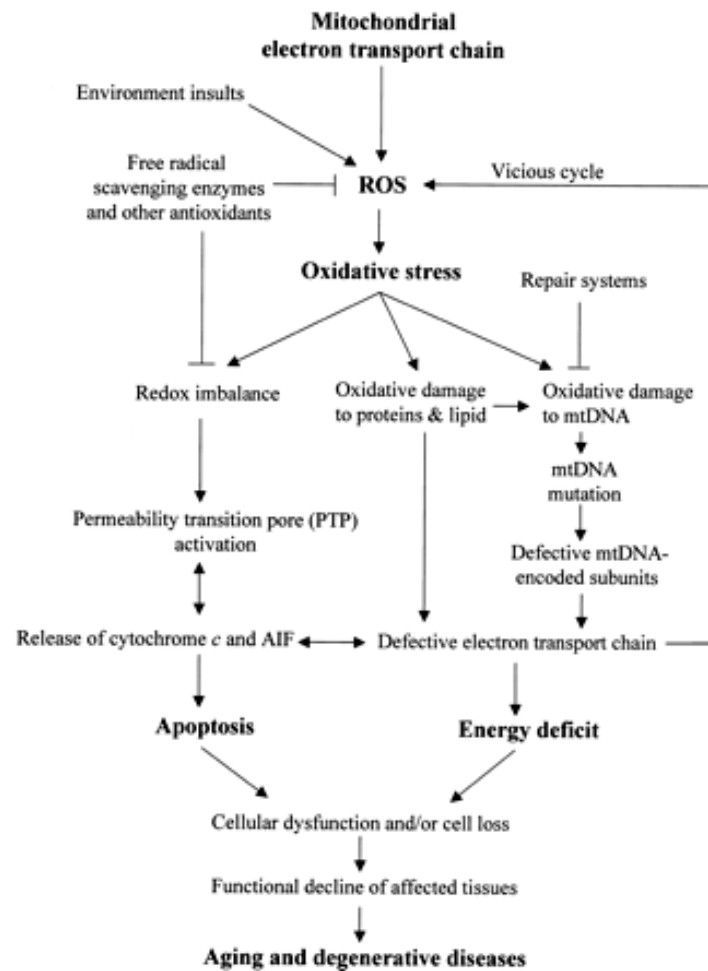 Mitochondrial
electron transport chain
Environment insults
Free radical
scavenging enzymes
and other antioxidants
ROS
Vicious cycle
Oxidative stress
Repair systems
Redox imbalance
Oxidative damage
to proteins & lipid
Oxidative damage
to mtDNA
mtDNA
mutation
Permeability transition pore (PTP)
activation
Defective mtDNA-
encoded subunits
Release of cytochrome c and AIF
Defective electron transport chain
Apoptosis
Energy deficit
Cellular dysfunction and/or cell loss
Functional decline of affected tissues
Aging and degenerative diseases